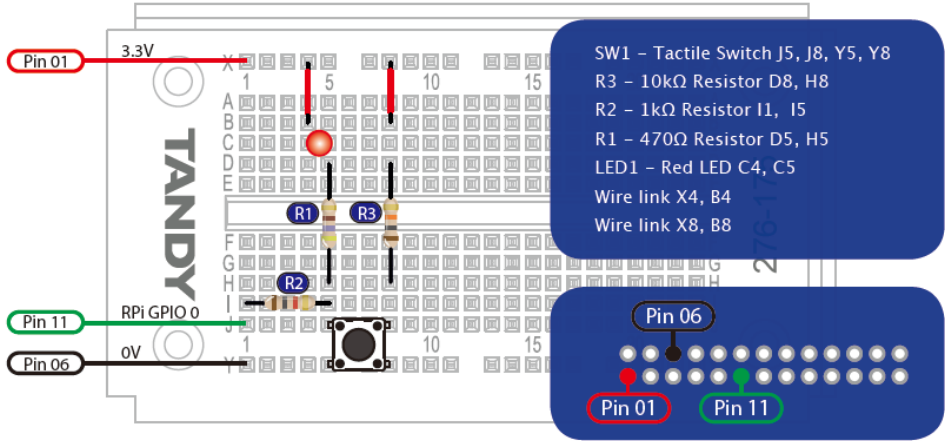 Pin 01
3.3V
X
1
5
10
15
A
B
C
D
E
TANDY
R1
R3
F
G
H
R2
I
RPi GPIO 0
Pin 11
J
0V
1
10
15
Pin 06
Y
SW1 – Tactile Switch J5, J8, Y5, Y8
R3 – 10kΩ Resistor D8, H8
R2 – 1kΩ Resistor I1, I5
R1 – 470Ω Resistor D5, H5
LED1 – Red LED C4, C5
Wire link X4, B4
Wire link X8, B8
G
H
Pin 06
Pin 01
Pin 11